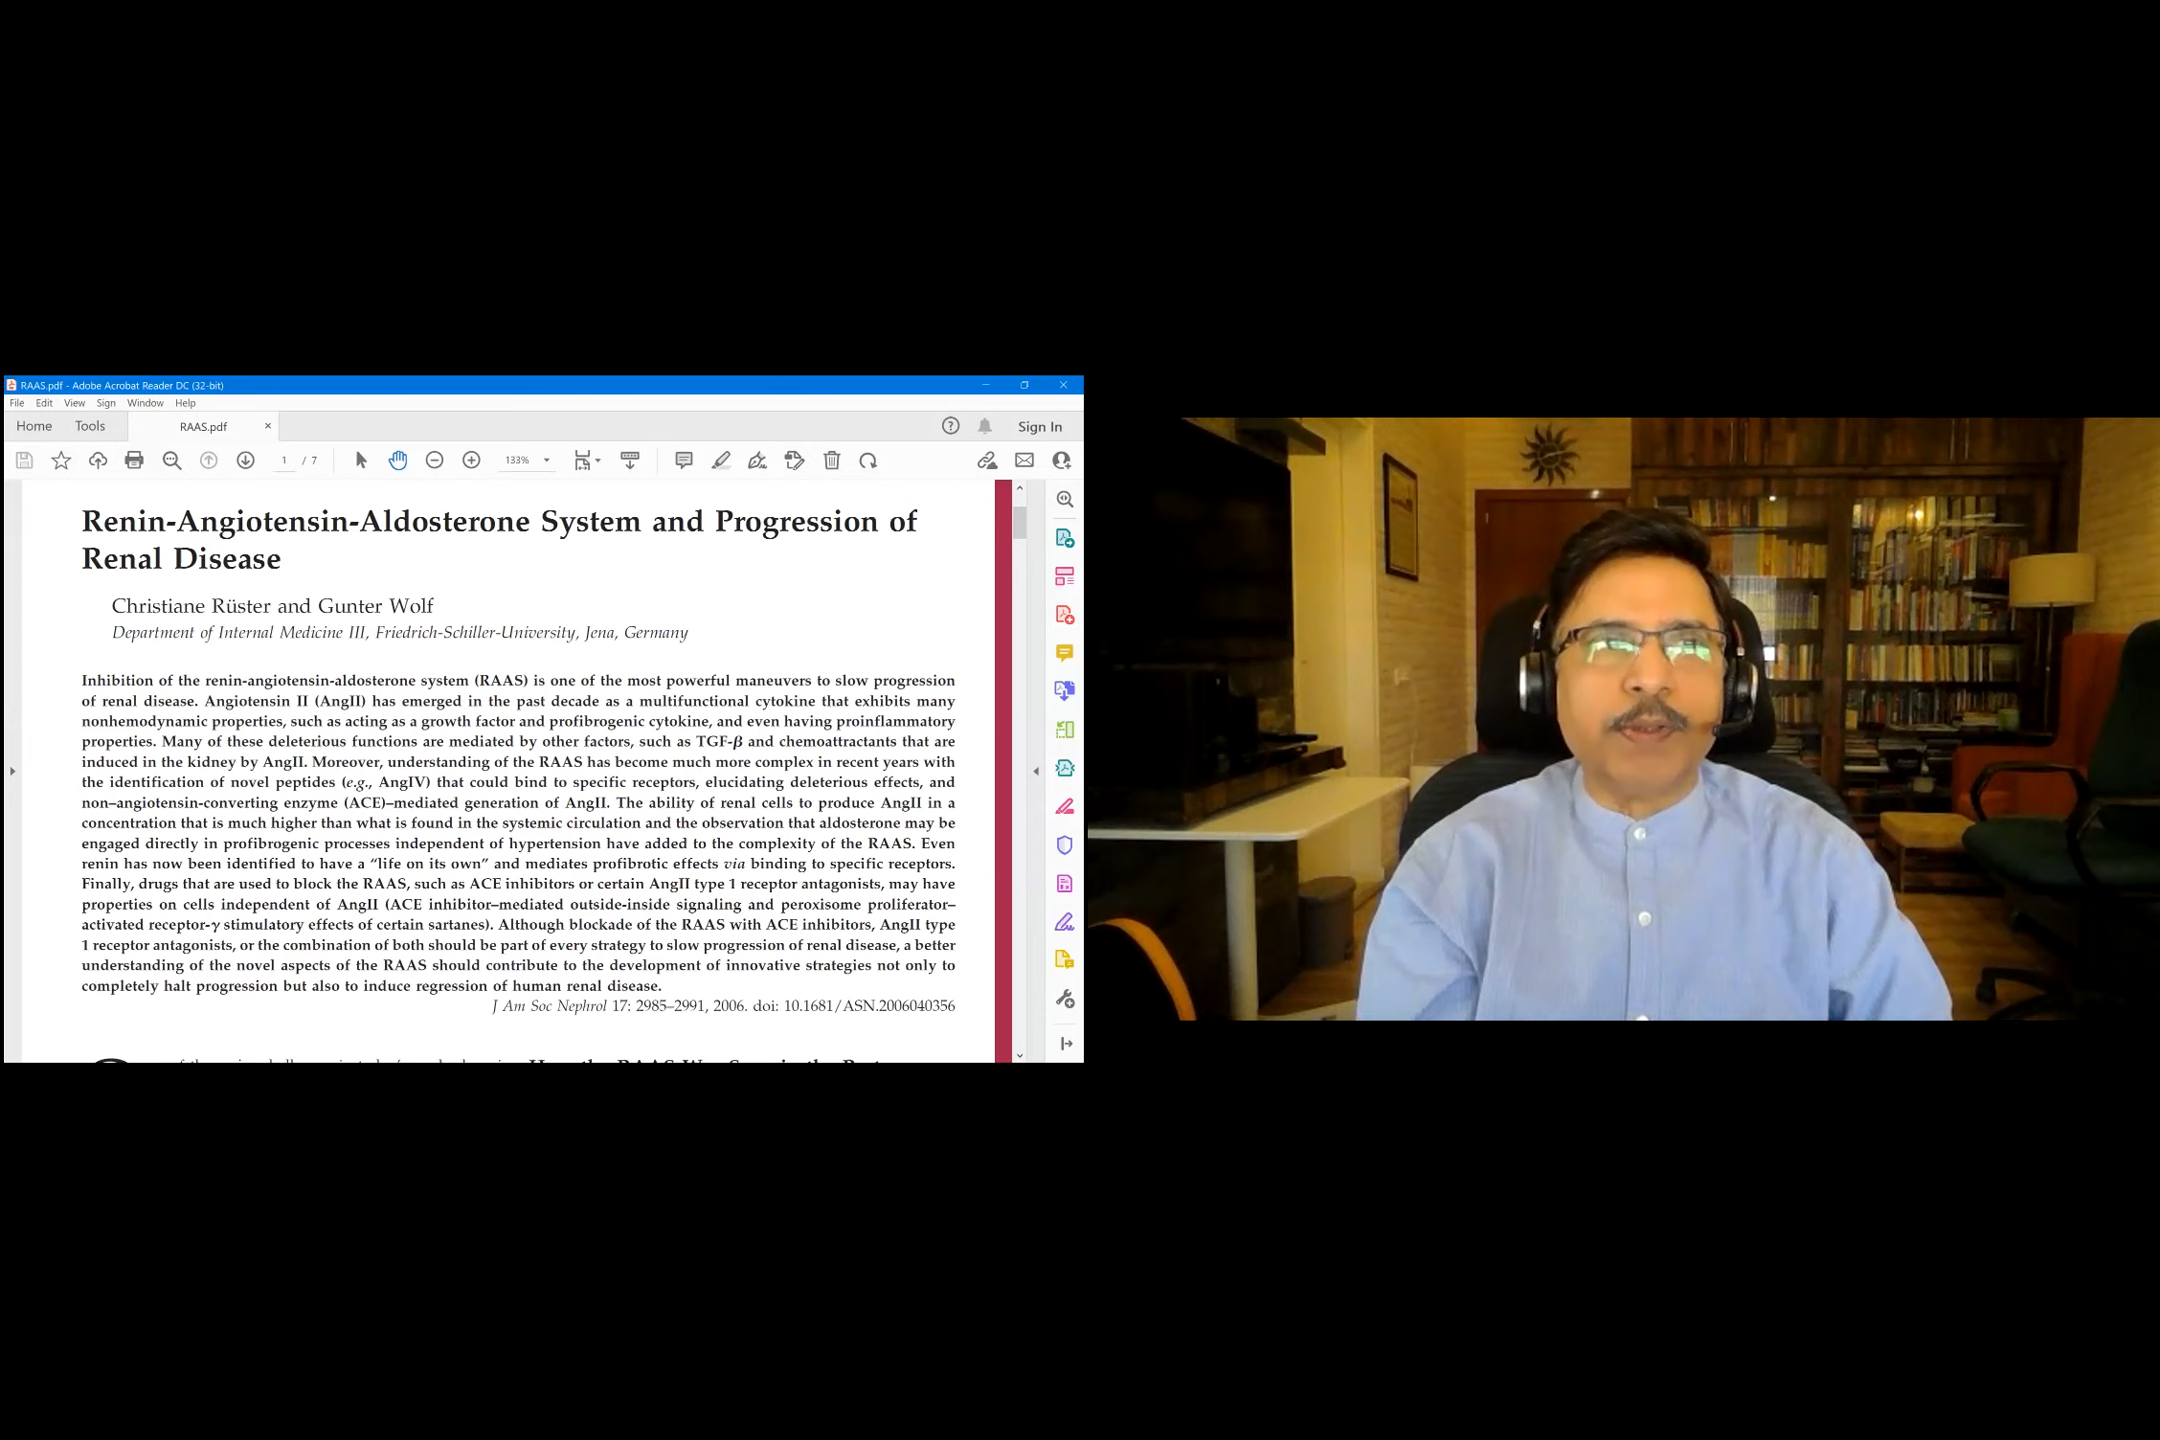 RAAS.pdf - Adobe Acrobat Reader DC (32-bit)
File Edit View Sign Window Help
Home Tools RAAS.pdf × Sign In
1 / 7 133%
Renin-Angiotensin-Aldosterone System and Progression of
Renal Disease
Christiane Rüster and Gunter Wolf
Department of Internal Medicine III, Friedrich-Schiller-University, Jena, Germany
Inhibition of the renin-angiotensin-aldosterone system (RAAS) is one of the most powerful maneuvers to slow progression
of renal disease. Angiotensin II (AngII) has emerged in the past decade as a multifunctional cytokine that exhibits many
nonhemodynamic properties, such as acting as a growth factor and profibrogenic cytokine, and even having proinflammatory
properties. Many of these deleterious functions are mediated by other factors, such as TGF-β and chemoattractants that are
induced in the kidney by AngII. Moreover, understanding of the RAAS has become much more complex in recent years with
the identification of novel peptides (e.g., AngIV) that could bind to specific receptors, elucidating deleterious effects, and
non–angiotensin-converting enzyme (ACE)–mediated generation of AngII. The ability of renal cells to produce AngII in a
concentration that is much higher than what is found in the systemic circulation and the observation that aldosterone may be
engaged directly in profibrogenic processes independent of hypertension have added to the complexity of the RAAS. Even
renin has now been identified to have a “life on its own” and mediates profibrotic effects via binding to specific receptors.
Finally, drugs that are used to block the RAAS, such as ACE inhibitors or certain AngII type 1 receptor antagonists, may have
properties on cells independent of AngII (ACE inhibitor–mediated outside-inside signaling and peroxisome proliferator–
activated receptor-γ stimulatory effects of certain sartanes). Although blockade of the RAAS with ACE inhibitors, AngII type
1 receptor antagonists, or the combination of both should be part of every strategy to slow progression of renal disease, a better
understanding of the novel aspects of the RAAS should contribute to the development of innovative strategies not only to
completely halt progression but also to induce regression of human renal disease.
J Am Soc Nephrol 17: 2985–2991, 2006. doi: 10.1681/ASN.2006040356